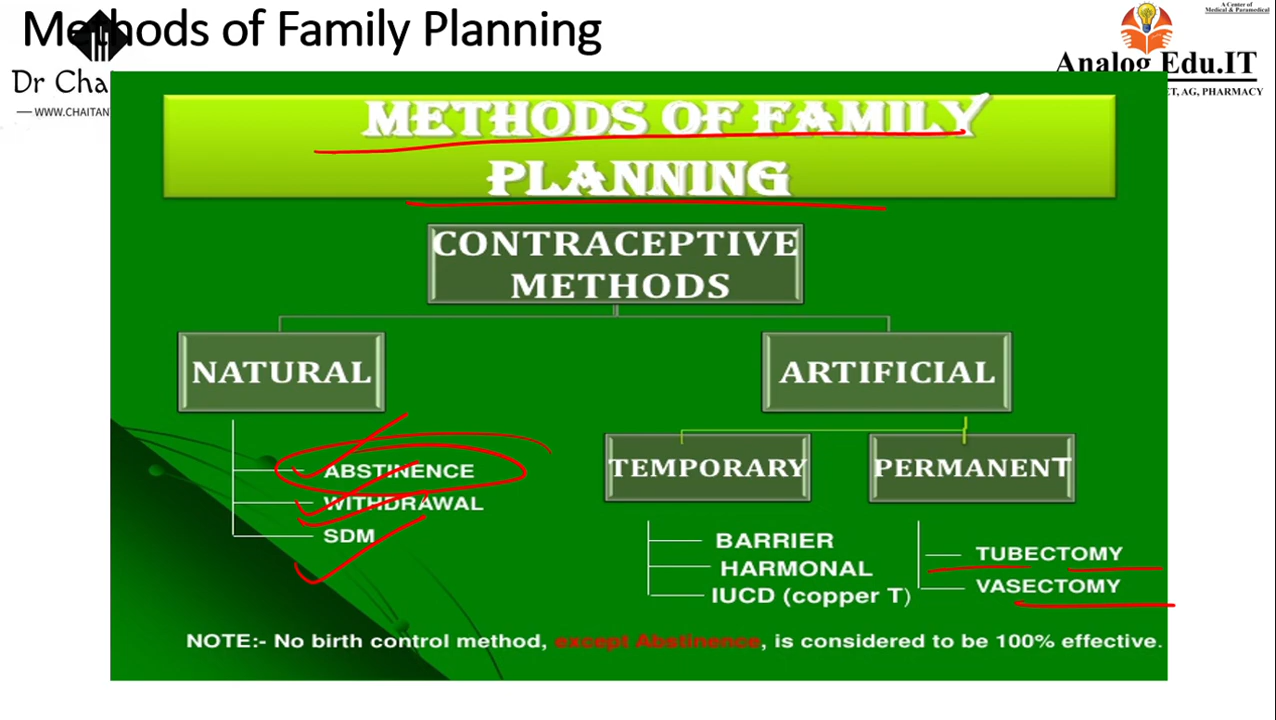 Methods of Family Planning
A Center of
Medical & Paramedical
Dr Cha
WWW.CHAITAN
Analog Edu.IT
ET, AG, PHARMACY
METHODS OF FAMILY
PLANNING
CONTRACEPTIVE
METHODS
NATURAL
ARTIFICIAL
ABSTINENCE
WITHDRAWAL
SDM
TEMPORARY
PERMANENT
BARRIER
HARMONAL
IUCD (copper T)
TUBECTOMY
VASECTOMY
NOTE:- No birth control method, except Abstinence, is considered to be 100% effective.